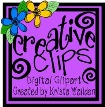 creative
clips
Digital Clipart
Created by Krista Wallden